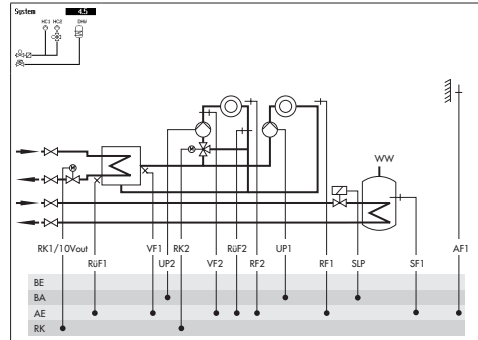 System 4.5
HC1 HC2 DHW
WW
RK1/10Vout VF1 RK2 RüF2 UP1 AF1
RüF1 UP2 VF2 RF2 RF1 SLP SF1
BE
BA
AE
RK